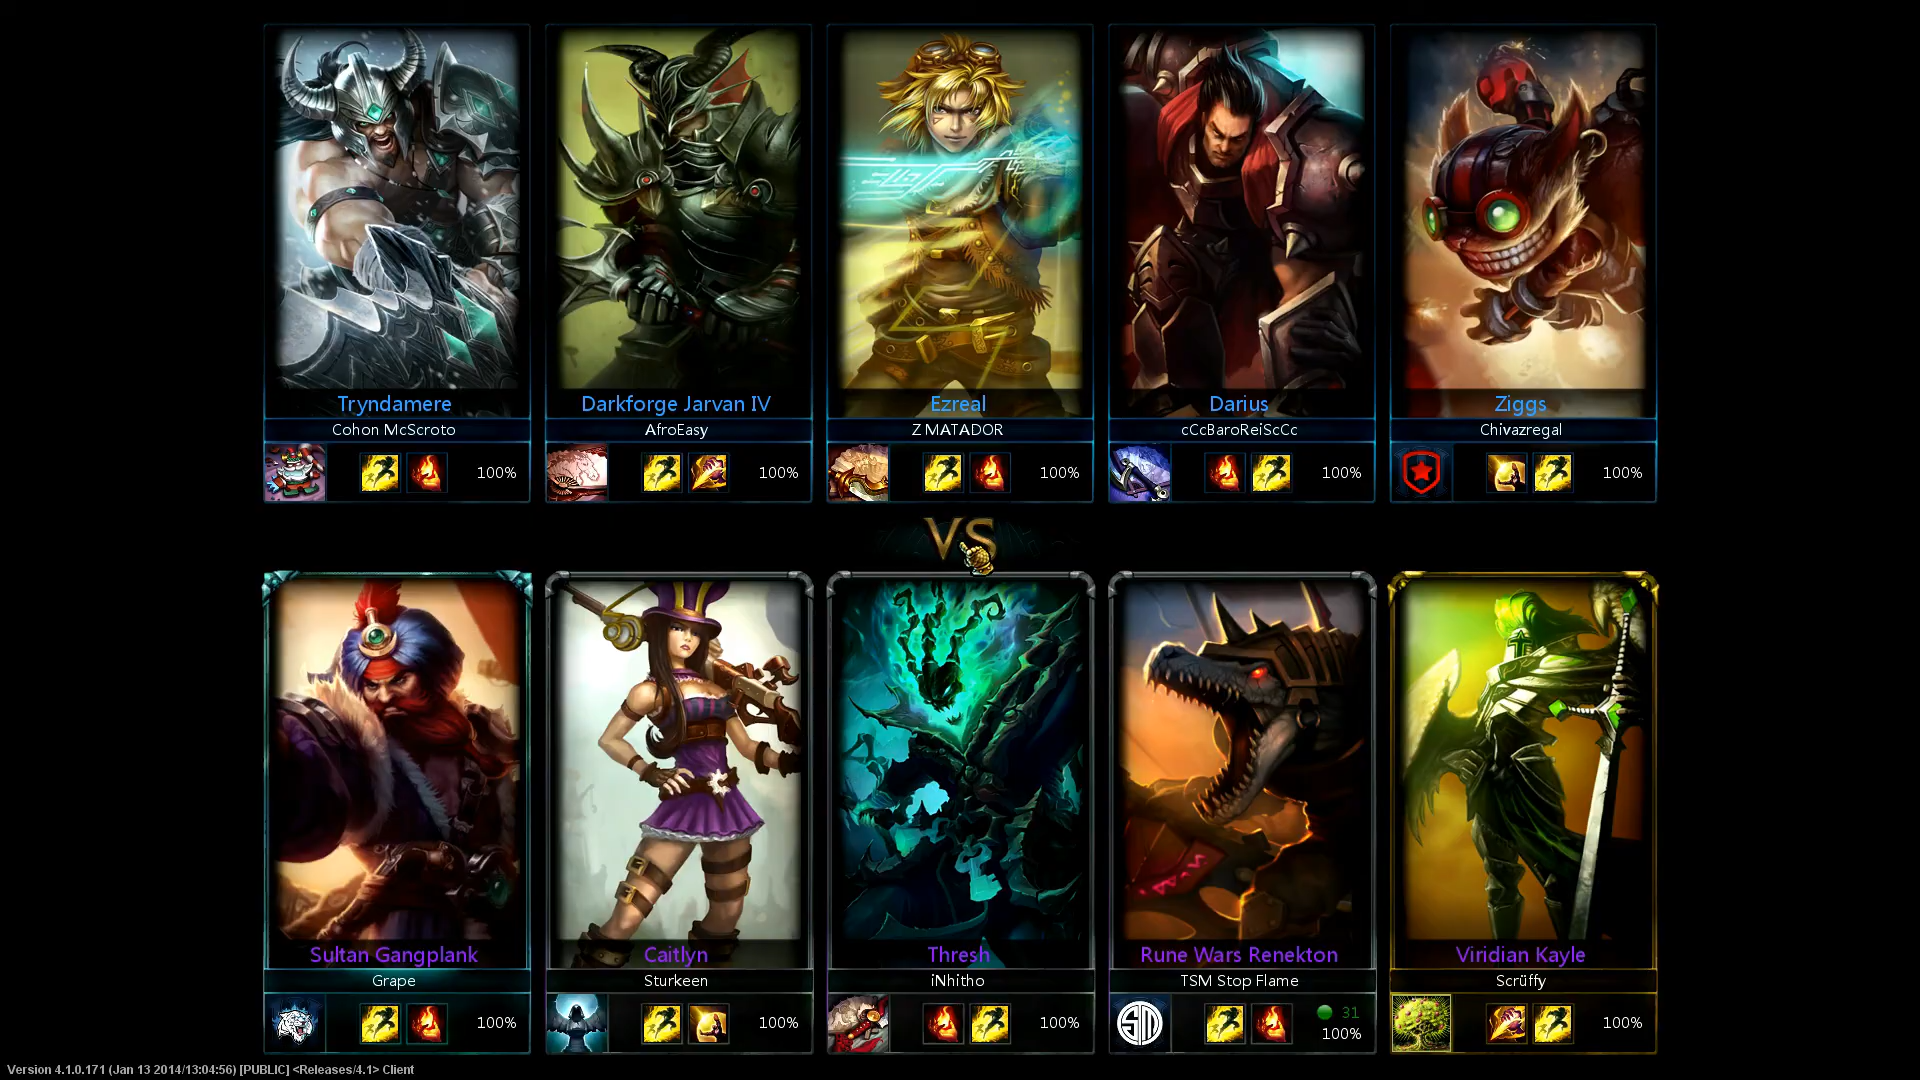 Tryndamere
Cohon McScroto
100%
Darkforge Jarvan IV
AfroEasy
100%
Ezreal
Z MATADOR
100%
Darius
cCcBaroReiScCc
100%
Ziggs
Chivazregal
100%
VS
Sultan Gangplank
Grape
100%
Caitlyn
Sturkeen
100%
Thresh
iNhitho
100%
Rune Wars Renekton
TSM Stop Flame
SM
31
100%
Viridian Kayle
Scrüffy
100%
Version 4.1.0.171 (Jan 13 2014/13:04:56) [PUBLIC] <Releases/4.1> Client